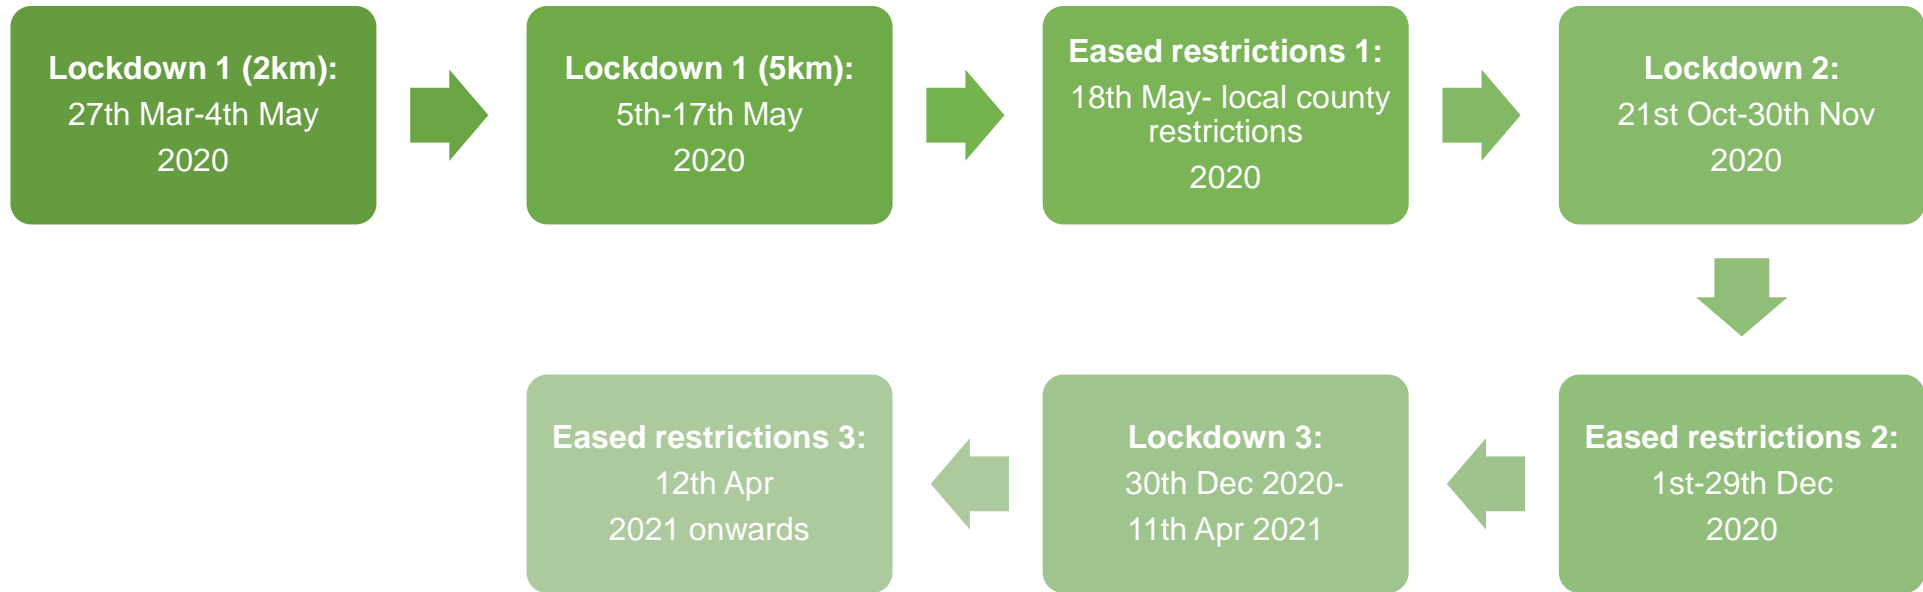 Lockdown 1 (2km):
27th Mar-4th May
2020
Lockdown 1 (5km):
5th-17th May
2020
Eased restrictions 1:
18th May- local county
restrictions
2020
Lockdown 2:
21st Oct-30th Nov
2020
Eased restrictions 2:
1st-29th Dec
2020
Lockdown 3:
30th Dec 2020-
11th Apr 2021
Eased restrictions 3:
12th Apr
2021 onwards